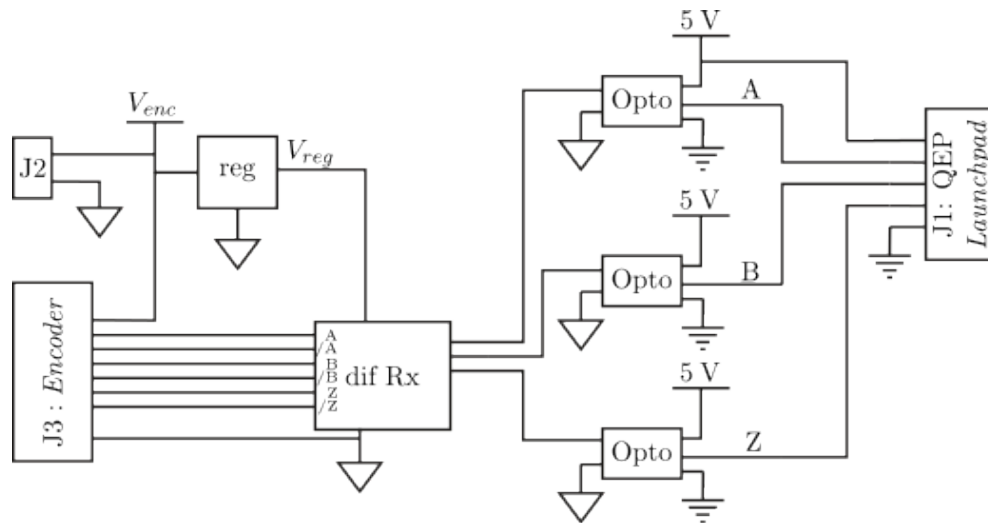 5 V
Opto
A
V_enc
J2
reg
V_reg
J1: QEP
Launchpad
5 V
Opto
B
J3 : Encoder
A
/A
B
/B
Z
/Z
dif Rx
5 V
Opto
Z